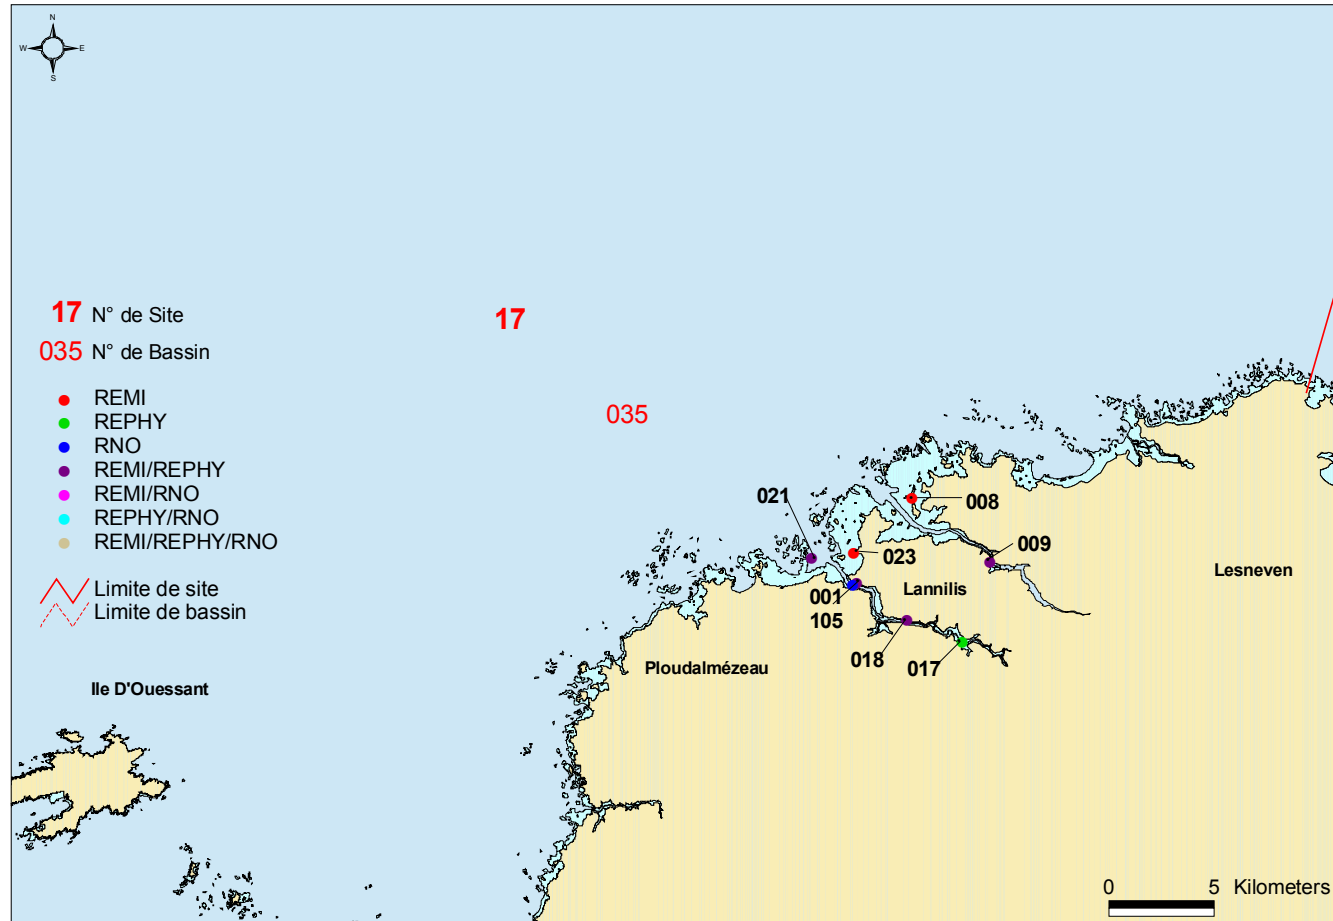 N
W E
S
17 N° de Site
035 N° de Bassin
REMI
REPHY
RNO
REMI/REPHY
REMI/RNO
REPHY/RNO
REMI/REPHY/RNO
Limite de site
Limite de bassin
17
035
021
008
023
009
001
105
Lannilis
Lesneven
018
017
Ploudalmézeau
Ile D'Ouessant
0 5 Kilometers